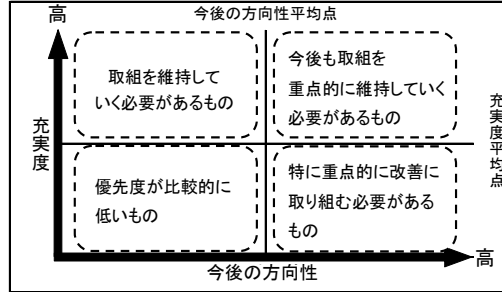 高
今後の方向性平均点
取組を維持して
いく必要があるもの
今後も取組を
重点的に維持していく
必要があるもの
充実度
充実度平均点
優先度が比較的に
低いもの
特に重点的に改善に
取り組む必要がある
もの
今後の方向性
高